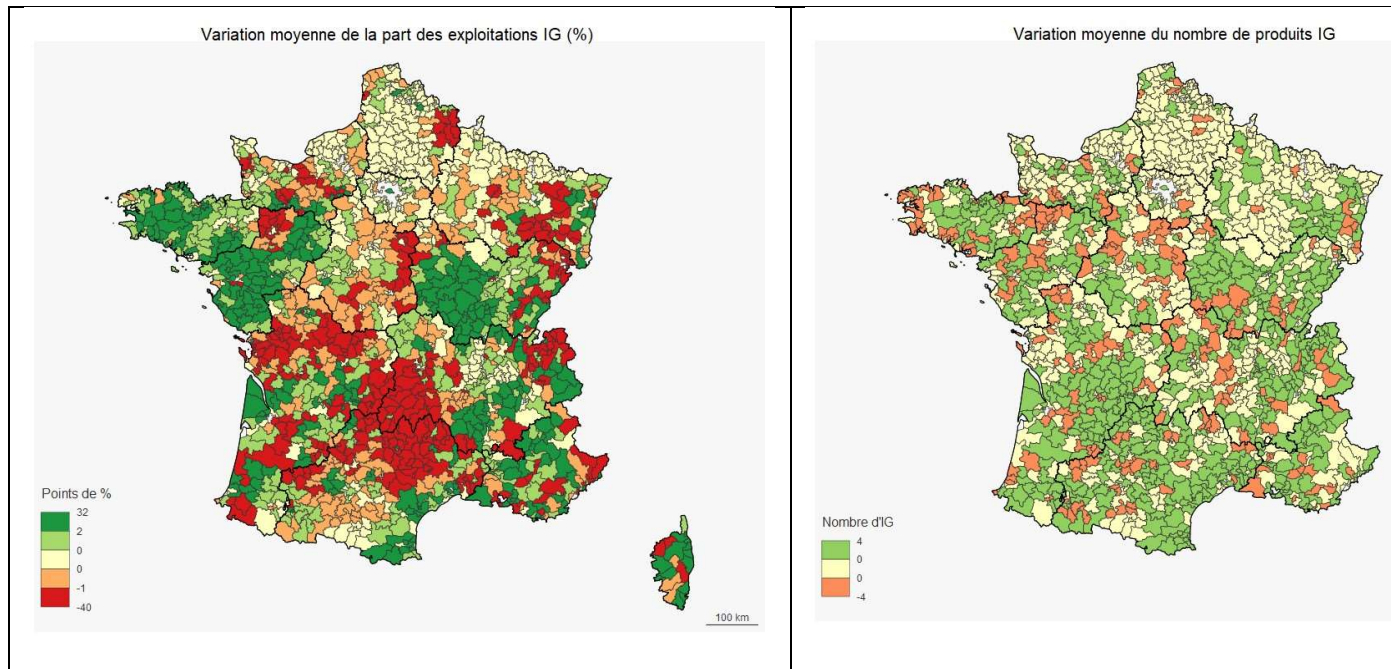 Variation moyenne de la part des exploitations IG (%)
Points de %
32
2
0
0
-1
-40
100 km
Variation moyenne du nombre de produits IG
Nombre d'IG
4
0
0
-4